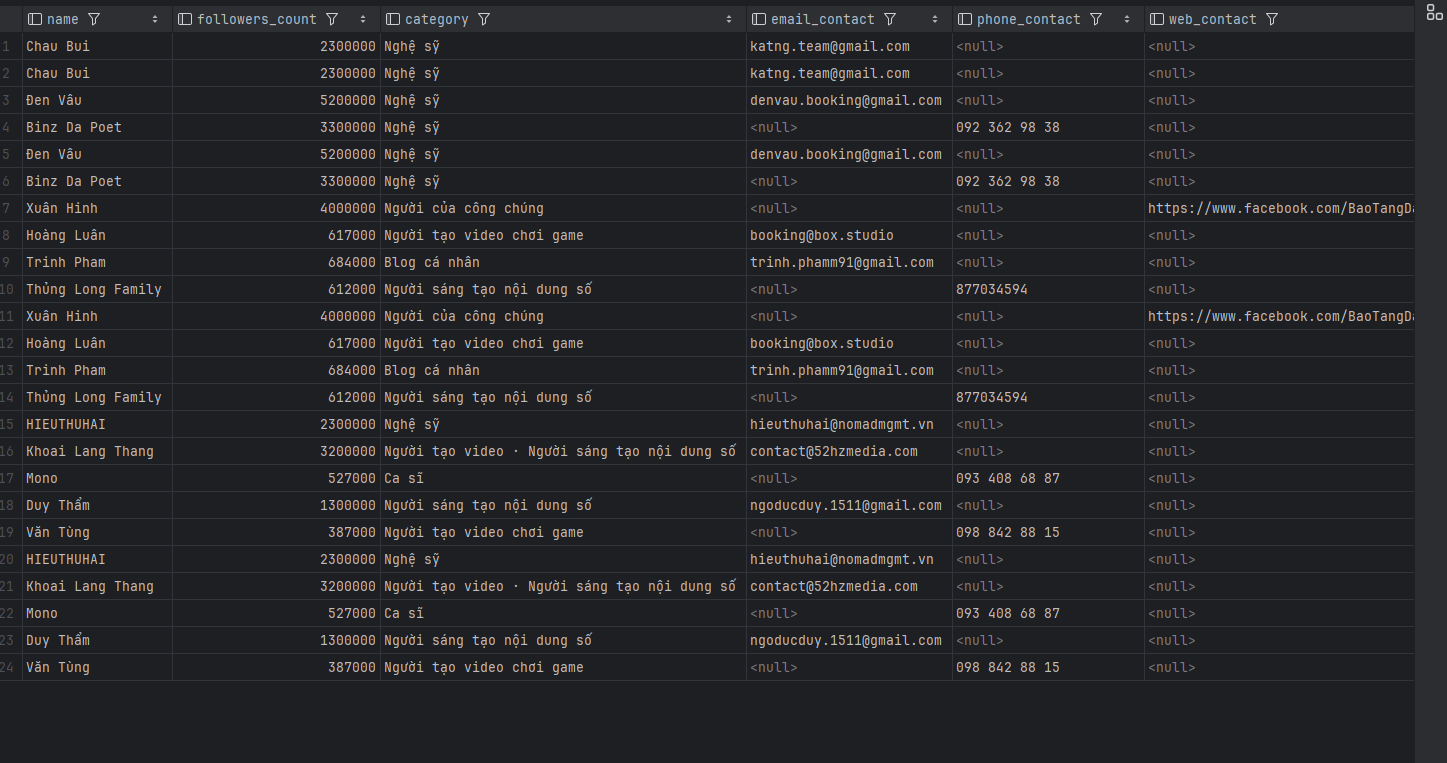 name followers_count category email_contact phone_contact web_contact
1 Chau Bui 2300000 Nghệ sỹ katng.team@gmail.com <null> <null>
2 Chau Bui 2300000 Nghệ sỹ katng.team@gmail.com <null> <null>
3 Đen Vâu 5200000 Nghệ sỹ denvau.booking@gmail.com <null> <null>
4 Binz Da Poet 3300000 Nghệ sỹ <null> 092 362 98 38 <null>
5 Đen Vâu 5200000 Nghệ sỹ denvau.booking@gmail.com <null> <null>
6 Binz Da Poet 3300000 Nghệ sỹ <null> 092 362 98 38 <null>
7 Xuân Hinh 4000000 Người của công chúng <null> <null> https://www.facebook.com/BaoTangDa
8 Hoàng Luân 617000 Người tạo video chơi game booking@box.studio <null> <null>
9 Trinh Pham 684000 Blog cá nhân trinh.phamm91@gmail.com <null> <null>
10 Thủng Long Family 612000 Người sáng tạo nội dung số <null> 877034594 <null>
11 Xuân Hinh 4000000 Người của công chúng <null> <null> https://www.facebook.com/BaoTangDa
12 Hoàng Luân 617000 Người tạo video chơi game booking@box.studio <null> <null>
13 Trinh Pham 684000 Blog cá nhân trinh.phamm91@gmail.com <null> <null>
14 Thủng Long Family 612000 Người sáng tạo nội dung số <null> 877034594 <null>
15 HIEUTHUHAI 2300000 Nghệ sỹ hieuthuhai@nomadmgmt.vn <null> <null>
16 Khoai Lang Thang 3200000 Người tạo video · Người sáng tạo nội dung số contact@52hzmedia.com <null> <null>
17 Mono 527000 Ca sĩ <null> 093 408 68 87 <null>
18 Duy Thẩm 1300000 Người sáng tạo nội dung số ngoducduy.1511@gmail.com <null> <null>
19 Văn Tùng 387000 Người tạo video chơi game <null> 098 842 88 15 <null>
20 HIEUTHUHAI 2300000 Nghệ sỹ hieuthuhai@nomadmgmt.vn <null> <null>
21 Khoai Lang Thang 3200000 Người tạo video · Người sáng tạo nội dung số contact@52hzmedia.com <null> <null>
22 Mono 527000 Ca sĩ <null> 093 408 68 87 <null>
23 Duy Thẩm 1300000 Người sáng tạo nội dung số ngoducduy.1511@gmail.com <null> <null>
24 Văn Tùng 387000 Người tạo video chơi game <null> 098 842 88 15 <null>